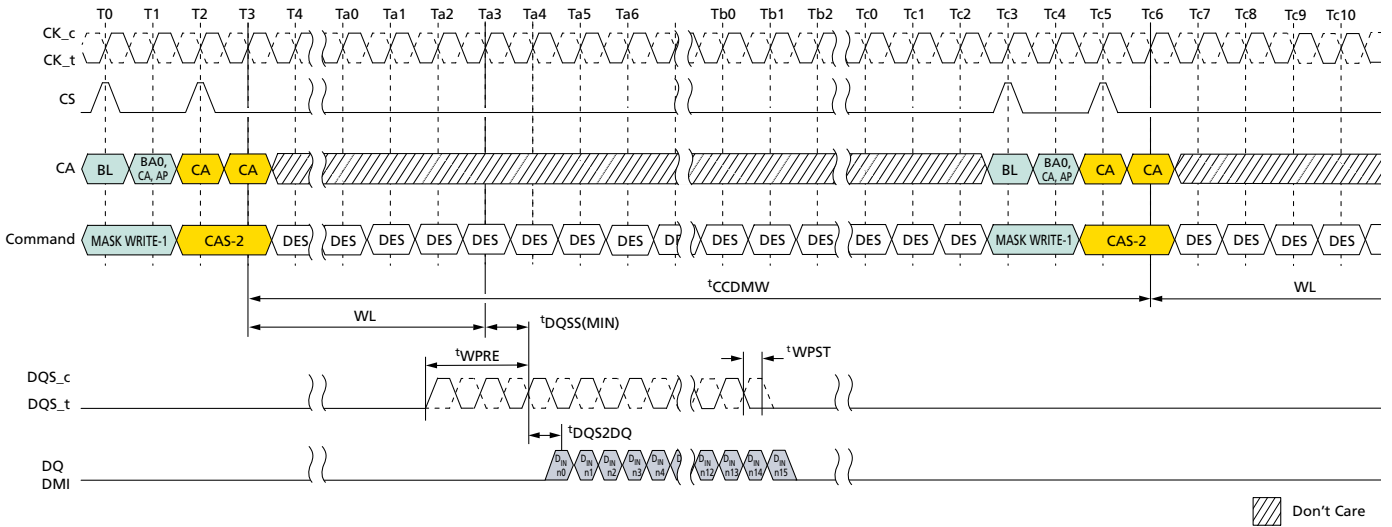 T0 T1 T2 T3 T4 Ta0 Ta1 Ta2 Ta3 Ta4 Ta5 Ta6 Tb0 Tb1 Tb2 Tc0 Tc1 Tc2 Tc3 Tc4 Tc5 Tc6 Tc7 Tc8 Tc9 Tc10
CK_c
CK_t
CS
CA BL BA0, CA, AP CA CA BL BA0, CA, AP CA CA
Command MASK WRITE-1 CAS-2 DES DES DES DES DES DES DES DES DES DES DES DES DES DES MASK WRITE-1 CAS-2 DES DES DES DES
tCCDMW WL
WL tDQSS(MIN)
tWPRE tWPST
DQS_c
DQS_t
tDQS2DQ
DQ
DMI
DIN n0 DIN n1 DIN n2 DIN n3 DIN n4 DIN n12 DIN n13 DIN n14 DIN n15
Don't Care